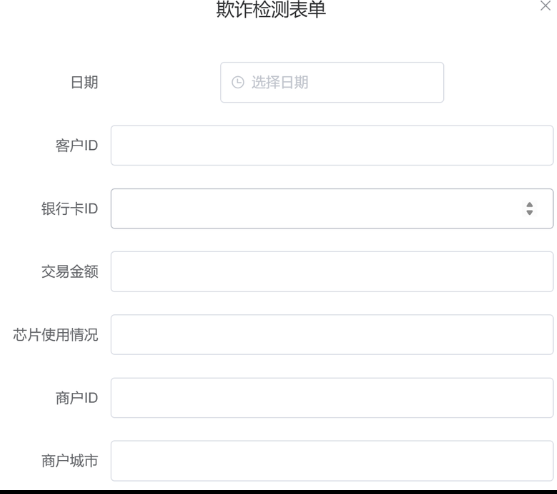 欺诈检测表单
日期 选择日期
客户ID
银行卡ID
交易金额
芯片使用情况
商户ID
商户城市